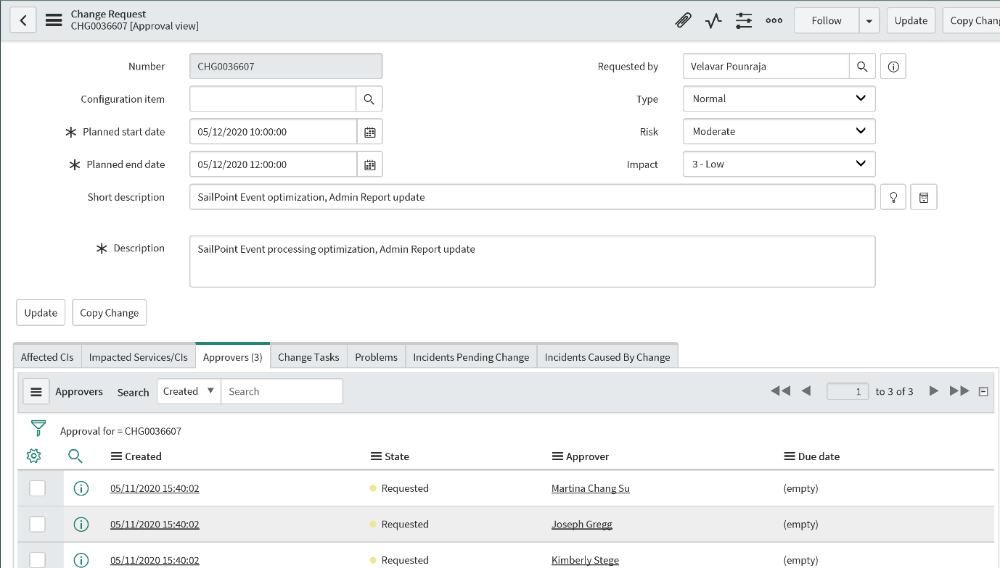 Change Request
CHG0036607 [Approval view]
Follow
Update
Copy Chang
Number CHG0036607
Requested by Velavar Pounraja
Configuration item
Type Normal
Planned start date 05/12/2020 10:00:00
Risk Moderate
Planned end date 05/12/2020 12:00:00
Impact 3 - Low
Short description SailPoint Event optimization, Admin Report update
Description SailPoint Event processing optimization, Admin Report update
Update Copy Change
Affected CIs Impacted Services/CIs Approvers (3) Change Tasks Problems Incidents Pending Change Incidents Caused By Change
Approvers Search Created Search 1 to 3 of 3
Approval for = CHG0036607
Created State Approver Due date
05/11/2020 15:40:02 Requested Martina Chang Su (empty)
05/11/2020 15:40:02 Requested Joseph Gregg (empty)
05/11/2020 15:40:02 Requested Kimberly Stege (empty)